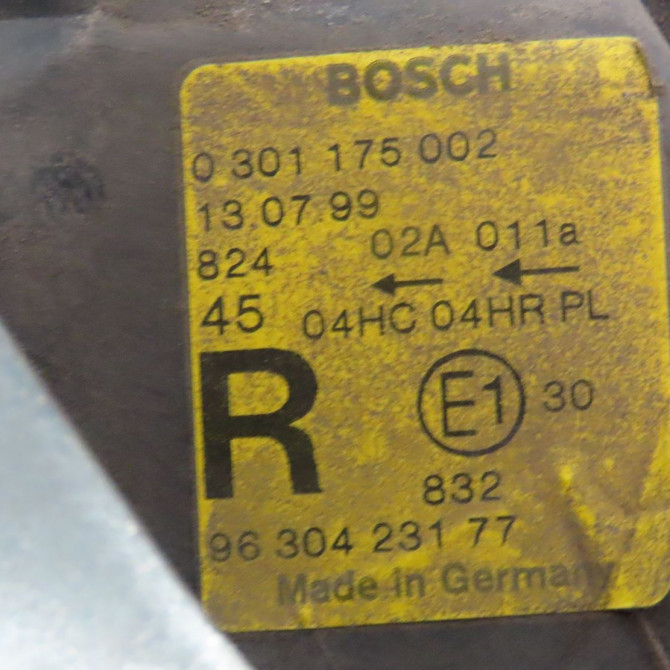 BOSCH
0 301 175 002
13.07.99
824 02A 011a
45 04HC 04HR PL
R E1 30
832
96 304 231 77
Made in Germany